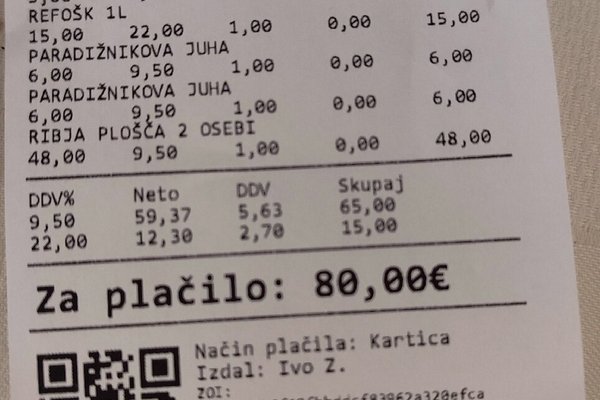 REFOŠK 1L
15,00 22,00 1,00 0,00 15,00
PARADIŽNIKOVA JUHA
6,00 9,50 1,00 0,00 6,00
PARADIŽNIKOVA JUHA
6,00 9,50 1,00 0,00 6,00
RIBJA PLOŠČA 2 OSEBI
48,00 9,50 1,00 0,00 48,00
DDV% Neto DDV Skupaj
9,50 59,37 5,63 65,00
22,00 12,30 2,70 15,00
Za plačilo: 80,00€
Način plačila: Kartica
Izdal: Ivo Z.
ZOI: